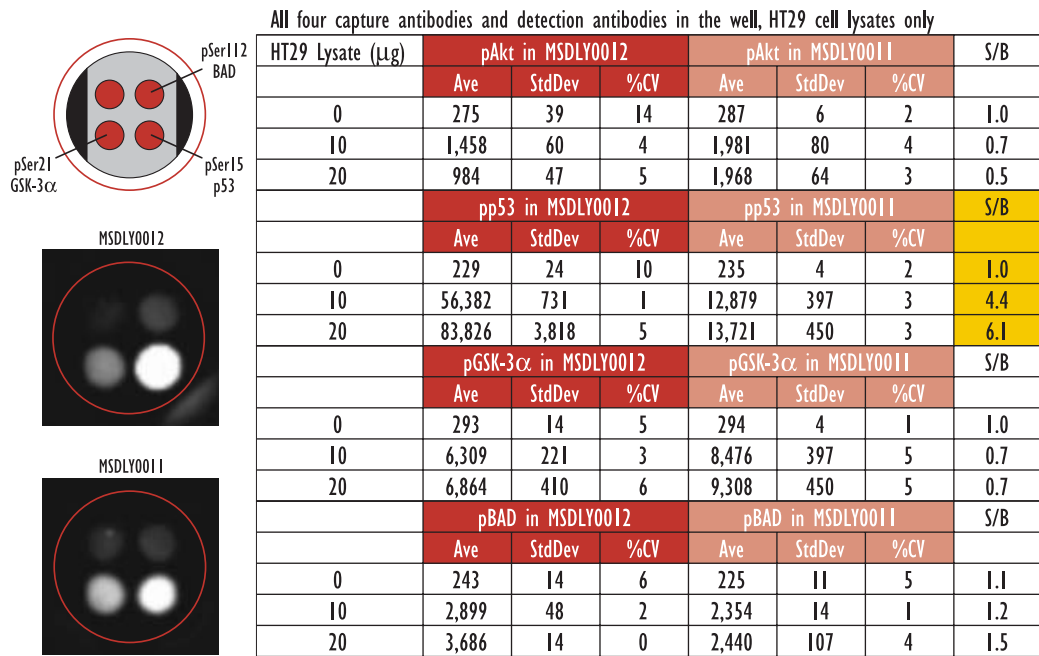 All four capture antibodies and detection antibodies in the well, HT29 cell lysates only
pSer112
BAD
pSer21
GSK-3α
pSer15
p53
MSDLY0012
MSDLY0011
HT29 Lysate (μg) pAkt in MSDLY0012 pAkt in MSDLY0011 S/B
Ave StdDev %CV Ave StdDev %CV
0 275 39 14 287 6 2 1.0
10 1,458 60 4 1,981 80 4 0.7
20 984 47 5 1,968 64 3 0.5
pp53 in MSDLY0012 pp53 in MSDLY0011 S/B
Ave StdDev %CV Ave StdDev %CV
0 229 24 10 235 4 2 1.0
10 56,382 731 1 12,879 397 3 4.4
20 83,826 3,818 5 13,721 450 3 6.1
pGSK-3α in MSDLY0012 pGSK-3α in MSDLY0011 S/B
Ave StdDev %CV Ave StdDev %CV
0 293 14 5 294 4 1 1.0
10 6,309 221 3 8,476 397 5 0.7
20 6,864 410 6 9,308 450 5 0.7
pBAD in MSDLY0012 pBAD in MSDLY0011 S/B
Ave StdDev %CV Ave StdDev %CV
0 243 14 6 225 11 5 1.1
10 2,899 48 2 2,354 14 1 1.2
20 3,686 14 0 2,440 107 4 1.5